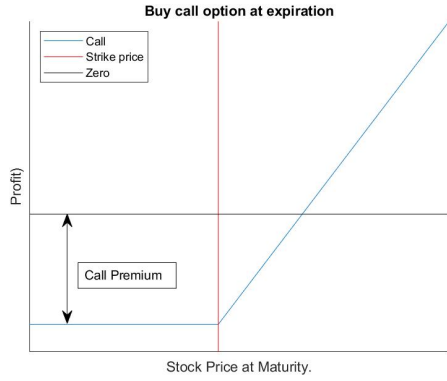 Buy call option at expiration
Call
Strike price
Zero
Profit)
Call Premium
Stock Price at Maturity.